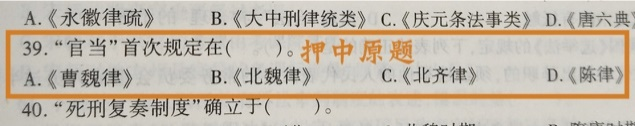 A.《永徽律疏》 B.《大中刑律统类》 C.《庆元条法事类》 D.《唐六典》
39.“官当”首次规定在( )。押中原题
A.《曹魏律》 B.《北魏律》 C.《北齐律》 D.《陈律》
40.“死刑复奏制度”确立于( )。